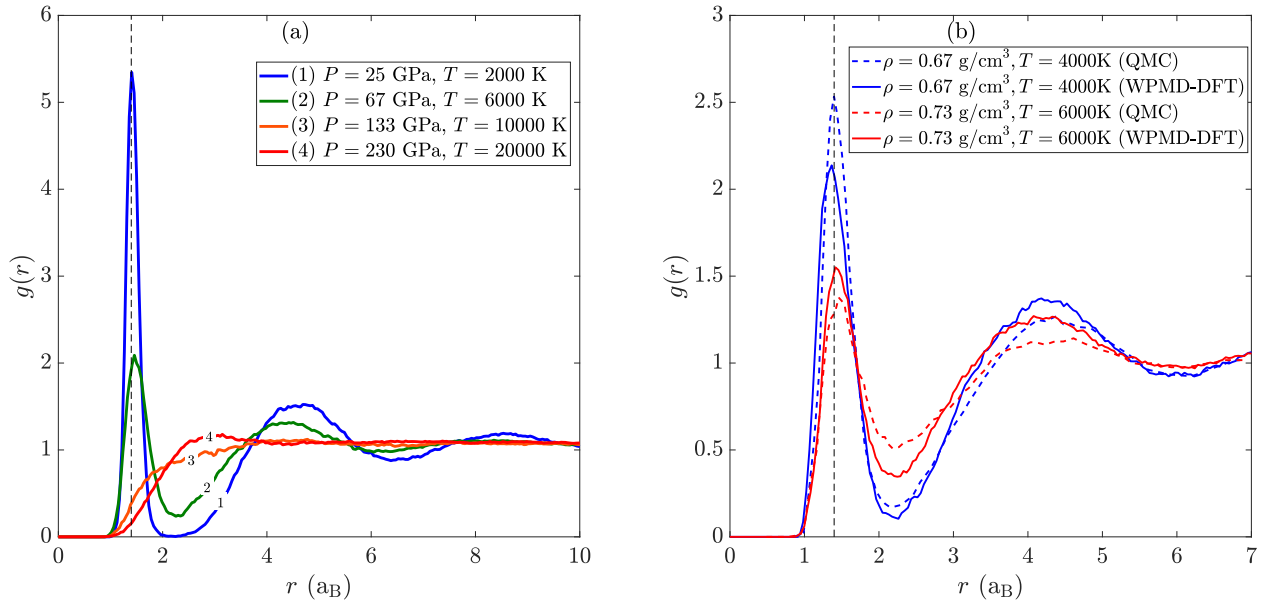 (a)
(1) P = 25 GPa, T = 2000 K
(2) P = 67 GPa, T = 6000 K
(3) P = 133 GPa, T = 10000 K
(4) P = 230 GPa, T = 20000 K
6
5
4
3
2
1
0
g(r)
4
3
2
1
0
2
4
6
8
10
r (a_B)
(b)
ρ = 0.67 g/cm³, T = 4000K (QMC)
ρ = 0.67 g/cm³, T = 4000K (WPMD-DFT)
ρ = 0.73 g/cm³, T = 6000K (QMC)
ρ = 0.73 g/cm³, T = 6000K (WPMD-DFT)
3
2.5
2
1.5
1
0.5
0
g(r)
0
1
2
3
4
5
6
7
r (a_B)